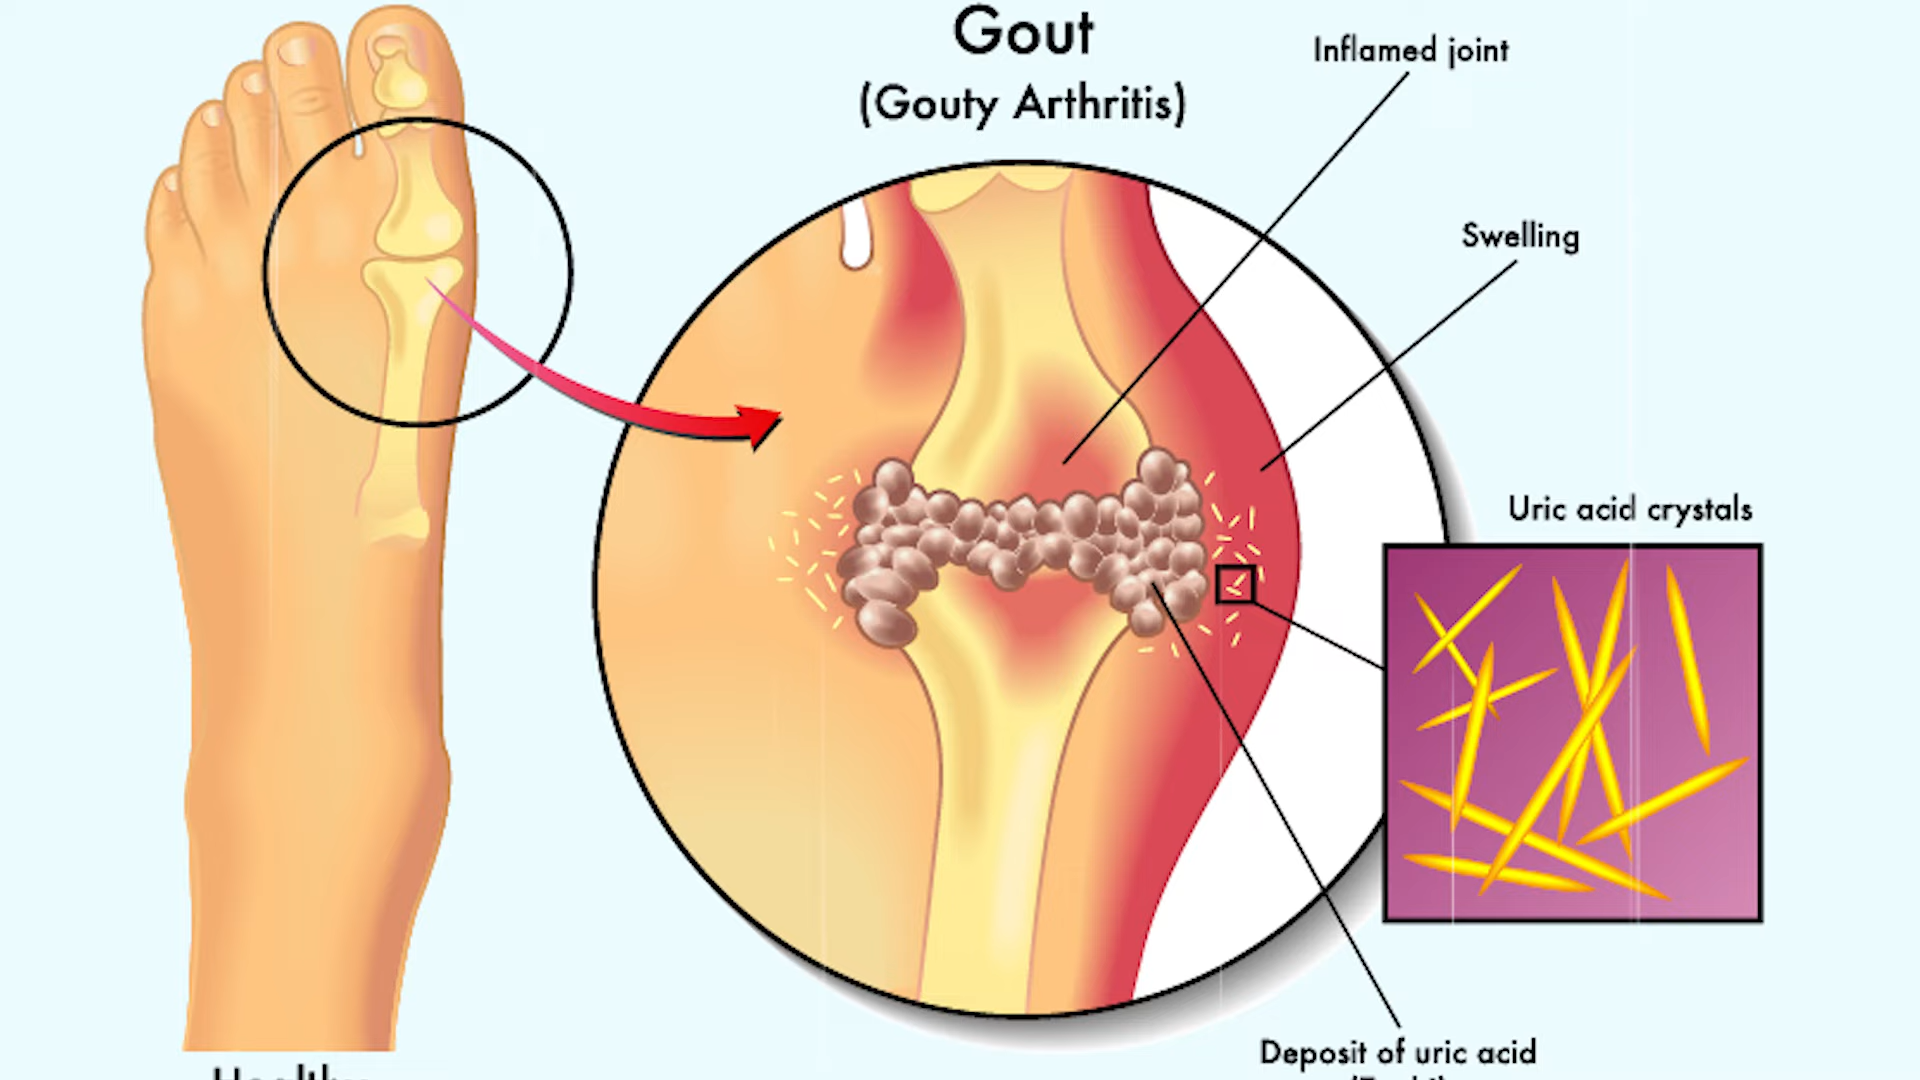 Gout
(Gouty Arthritis)
Inflamed joint
Swelling
Uric acid crystals
Deposit of uric acid